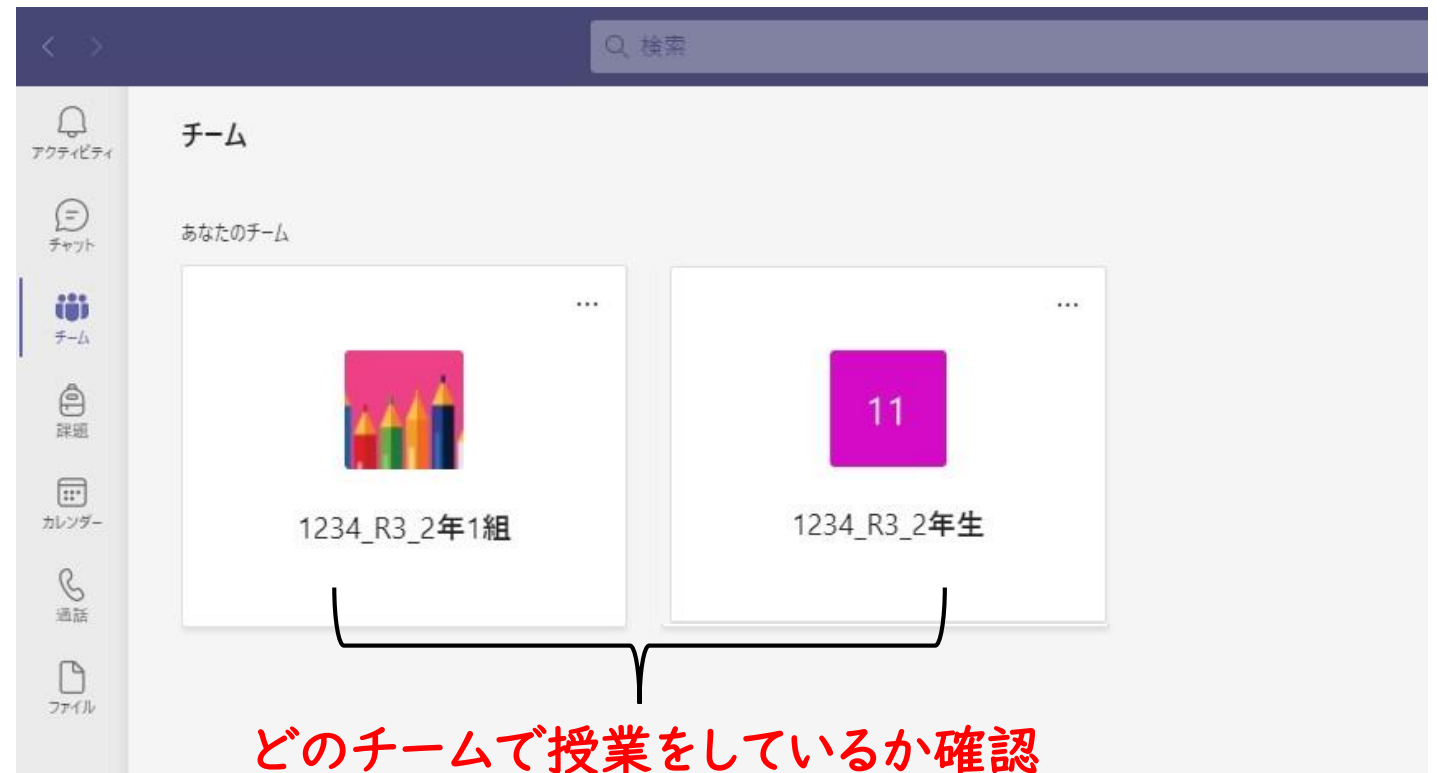 検索
アクティビティ
チーム
チャット
あなたのチーム
チーム
課題
カレンダー
通話
ファイル
...
...
11
1234_R3_2年1組
1234_R3_2年生
どのチームで授業をしているか確認